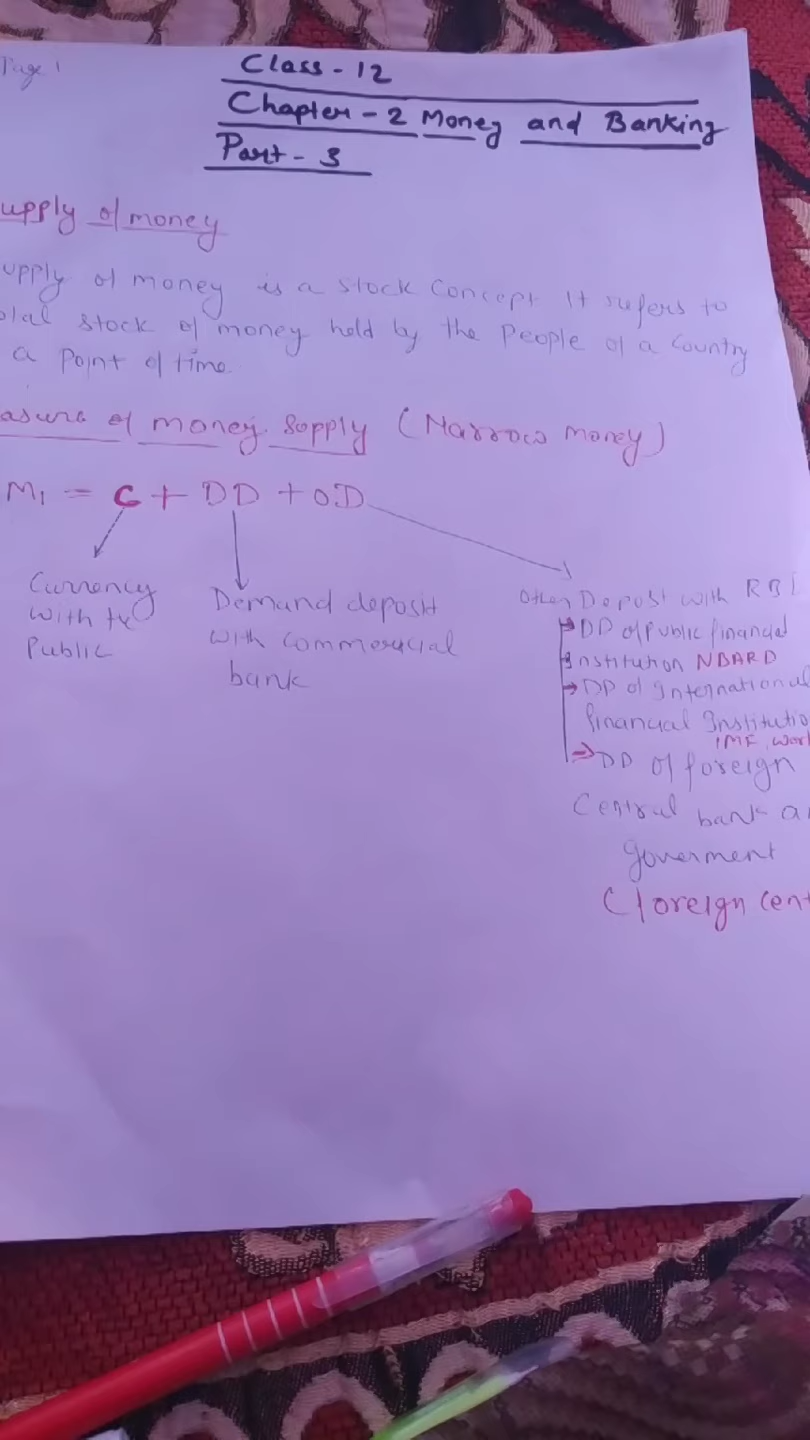 Page 1
Class - 12
Chapter - 2 Money and Banking
Part - 3
upply of money
upply of money is a stock concept. It refers to
otal stock of money held by the people of a country
a point of time.
asure of money supply (Narrow money)
M1 = C + DD + OD
Currency
with the
Public
Demand deposit
with commercial
bank
Other Deposit with RBI
DD of Public financial
Institution NBARD
DD of International
financial Institutio
IMF, Worl
DD of foreign
Central bank a
goverment
(foreign cent